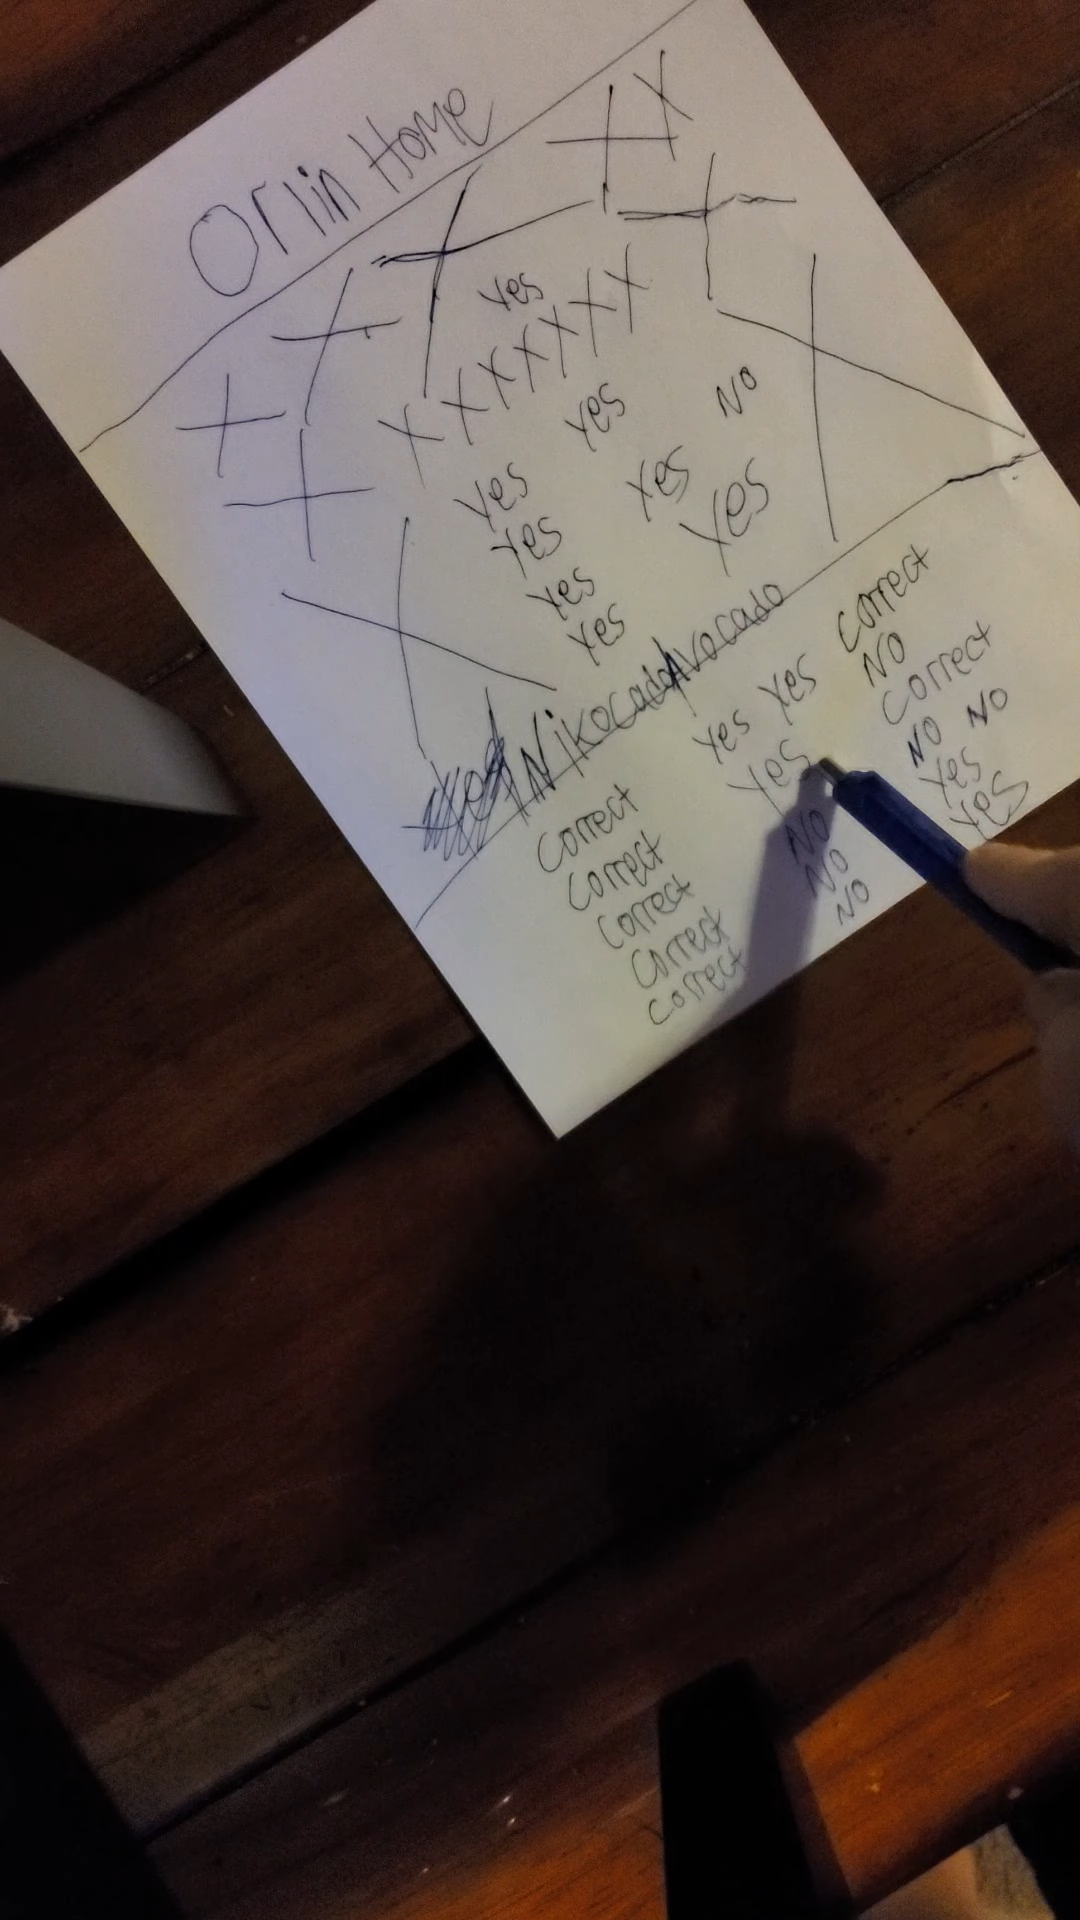 Orlin Home
X X
X X X X
X X
Yes
X X X X X X X
Yes Yes NO
Yes Yes
Yes Yes
Yes
X X
Nikocado Avocado
Correct Yes Yes Correct
Correct Yes NO
Correct NO Correct
Correct NO NO NO
Correct NO Yes
Yes